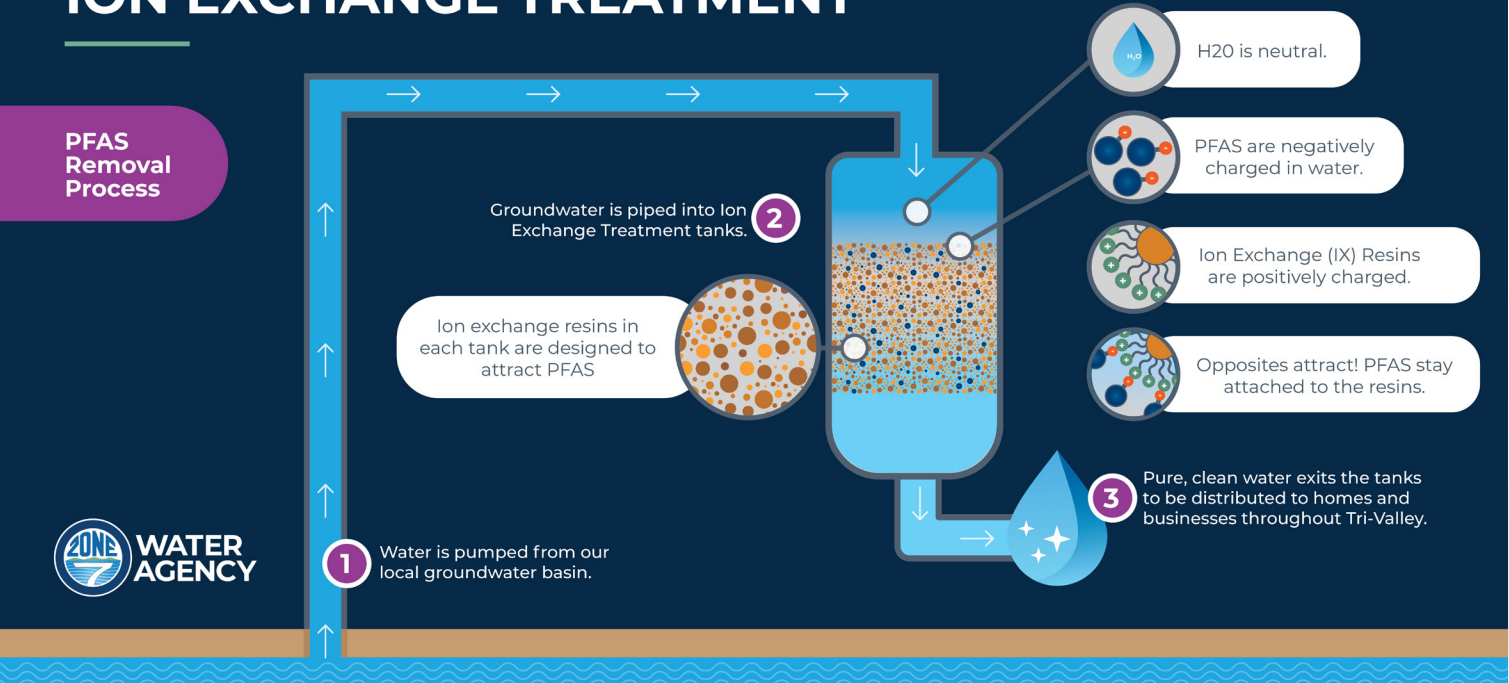 ION EXCHANGE TREATMENT
PFAS
Removal
Process
Groundwater is piped into Ion
Exchange Treatment tanks.
2
Ion exchange resins in
each tank are designed to
attract PFAS
H₂O
H20 is neutral.
PFAS are negatively
charged in water.
Ion Exchange (IX) Resins
are positively charged.
Opposites attract! PFAS stay
attached to the resins.
3
Pure, clean water exits the tanks
to be distributed to homes and
businesses throughout Tri-Valley.
1
Water is pumped from our
local groundwater basin.
ZONE
7
WATER
AGENCY